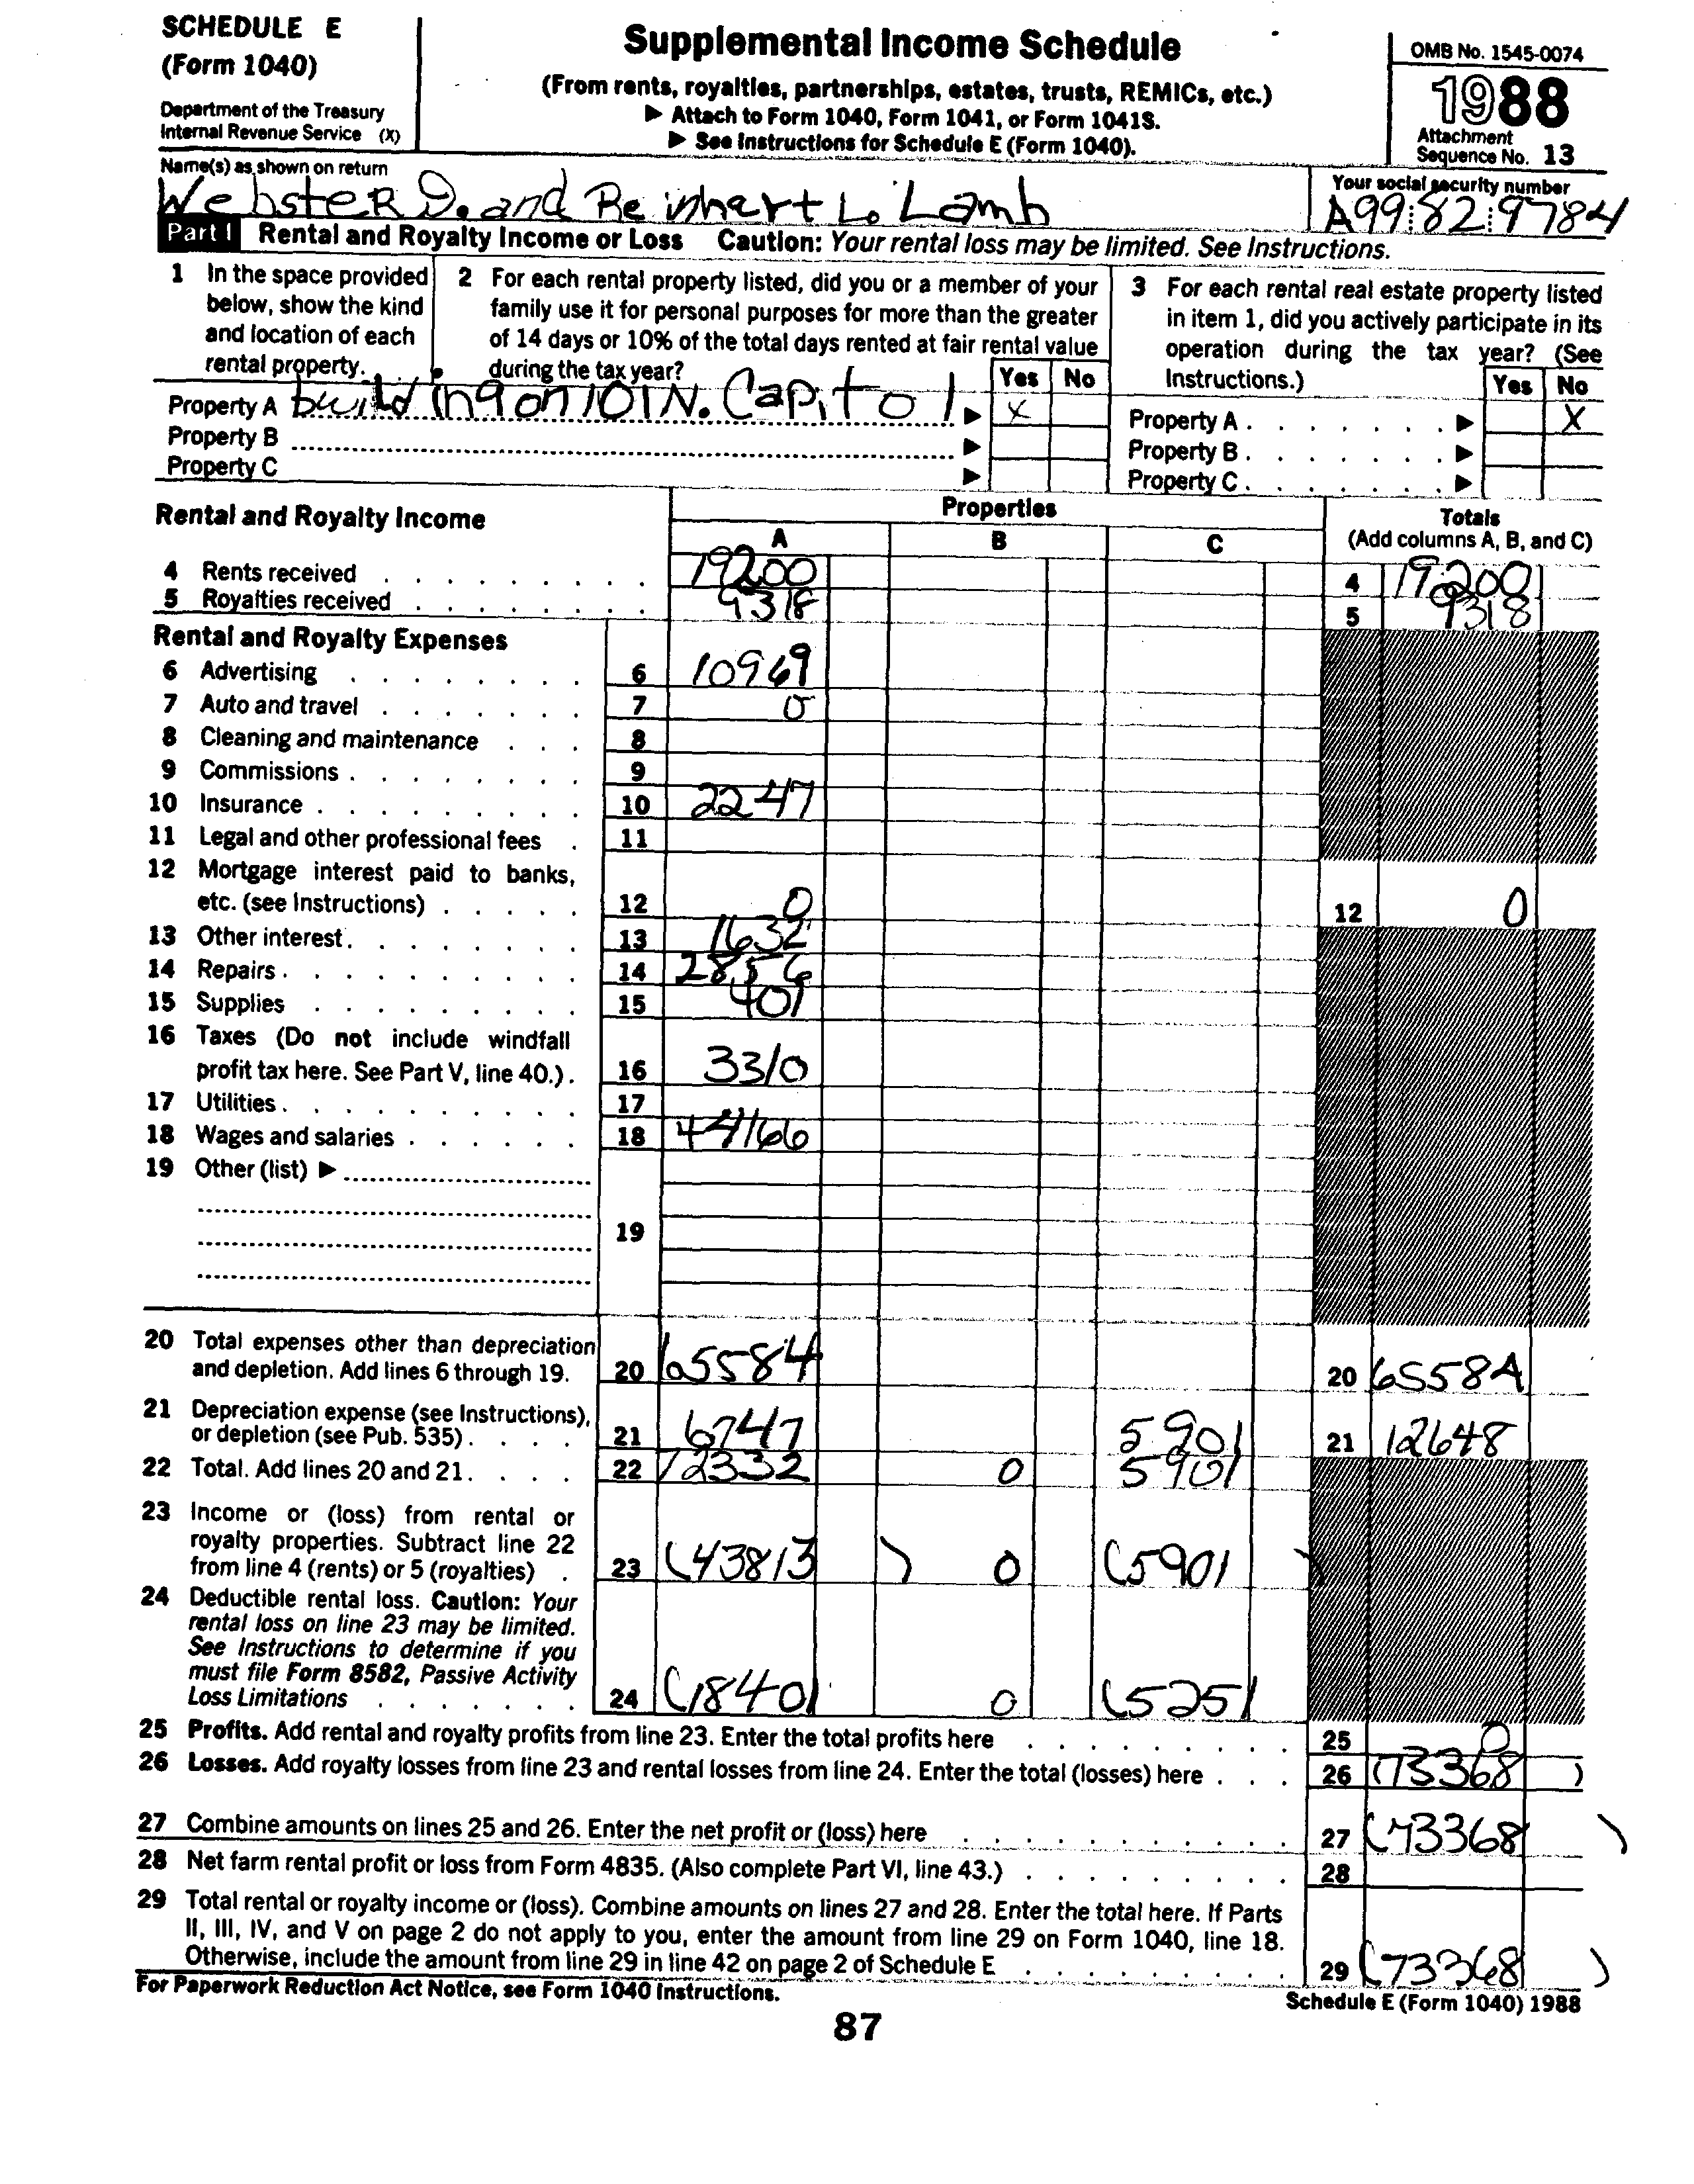 SCHEDULE E
(Form 1040)
Department of the Treasury
Internal Revenue Service (X)
Supplemental Income Schedule
(From rents, royalties, partnerships, estates, trusts, REMICs, etc.)
▶ Attach to Form 1040, Form 1041, or Form 1041S.
▶ See Instructions for Schedule E (Form 1040).
OMB No. 1545-0074
1988
Attachment
Sequence No. 13
Name(s) as shown on return
Webster D. and Reinhart L. Lamb
Your social security number
A99:82:9784
Part I Rental and Royalty Income or Loss Caution: Your rental loss may be limited. See Instructions.
1 In the space provided
below, show the kind
and location of each
rental property.
2 For each rental property listed, did you or a member of your
family use it for personal purposes for more than the greater
of 14 days or 10% of the total days rented at fair rental value
during the tax year?
Yes No
3 For each rental real estate property listed
in item 1, did you actively participate in its
operation during the tax year? (See
Instructions.)
Yes No
Property A building on 101 N. Capitol ▶ X
Property B ▶
Property C ▶
Property A . . . . . . . ▶ X
Property B . . . . . . . ▶
Property C . . . . . . . ▶
Rental and Royalty Income
Properties
A B C
Totals
(Add columns A, B, and C)
4 Rents received . . . . . . . . 19200 4 19200
5 Royalties received . . . . . . . 9318 5 9318
Rental and Royalty Expenses
6 Advertising . . . . . . . . 6 10969
7 Auto and travel . . . . . . . 7 0
8 Cleaning and maintenance . . . 8
9 Commissions . . . . . . . . 9
10 Insurance . . . . . . . . . 10 2247
11 Legal and other professional fees . 11
12 Mortgage interest paid to banks,
etc. (see Instructions) . . . . . 12 0 12 0
13 Other interest. . . . . . . . 13 1632
14 Repairs . . . . . . . . . . 14 2856
15 Supplies . . . . . . . . . 15 401
16 Taxes (Do not include windfall
profit tax here. See Part V, line 40.) . 16 3310
17 Utilities . . . . . . . . . . 17
18 Wages and salaries . . . . . . 18 44166
19 Other (list) ▶
19
20 Total expenses other than depreciation
and depletion. Add lines 6 through 19. 20 65584 20 65584
21 Depreciation expense (see Instructions),
or depletion (see Pub. 535) . . . . 21 6747 5901 21 12648
22 Total. Add lines 20 and 21 . . . . 22 72332 0 5901
23 Income or (loss) from rental or
royalty properties. Subtract line 22
from line 4 (rents) or 5 (royalties) . 23 (43813) 0 (5901)
24 Deductible rental loss. Caution: Your
rental loss on line 23 may be limited.
See Instructions to determine if you
must file Form 8582, Passive Activity
Loss Limitations . . . . . . . 24 (18401 0 (5251
25 Profits. Add rental and royalty profits from line 23. Enter the total profits here . . . . . . . . . 25 0
26 Losses. Add royalty losses from line 23 and rental losses from line 24. Enter the total (losses) here . . . 26 (73368)
27 Combine amounts on lines 25 and 26. Enter the net profit or (loss) here . . . . . . . . . . . 27 (73368)
28 Net farm rental profit or loss from Form 4835. (Also complete Part VI, line 43.) . . . . . . . . . 28
29 Total rental or royalty income or (loss). Combine amounts on lines 27 and 28. Enter the total here. If Parts
II, III, IV, and V on page 2 do not apply to you, enter the amount from line 29 on Form 1040, line 18.
Otherwise, include the amount from line 29 in line 42 on page 2 of Schedule E . . . . . . . . . 29 (73368)
For Paperwork Reduction Act Notice, see Form 1040 Instructions.
Schedule E (Form 1040) 1988
87